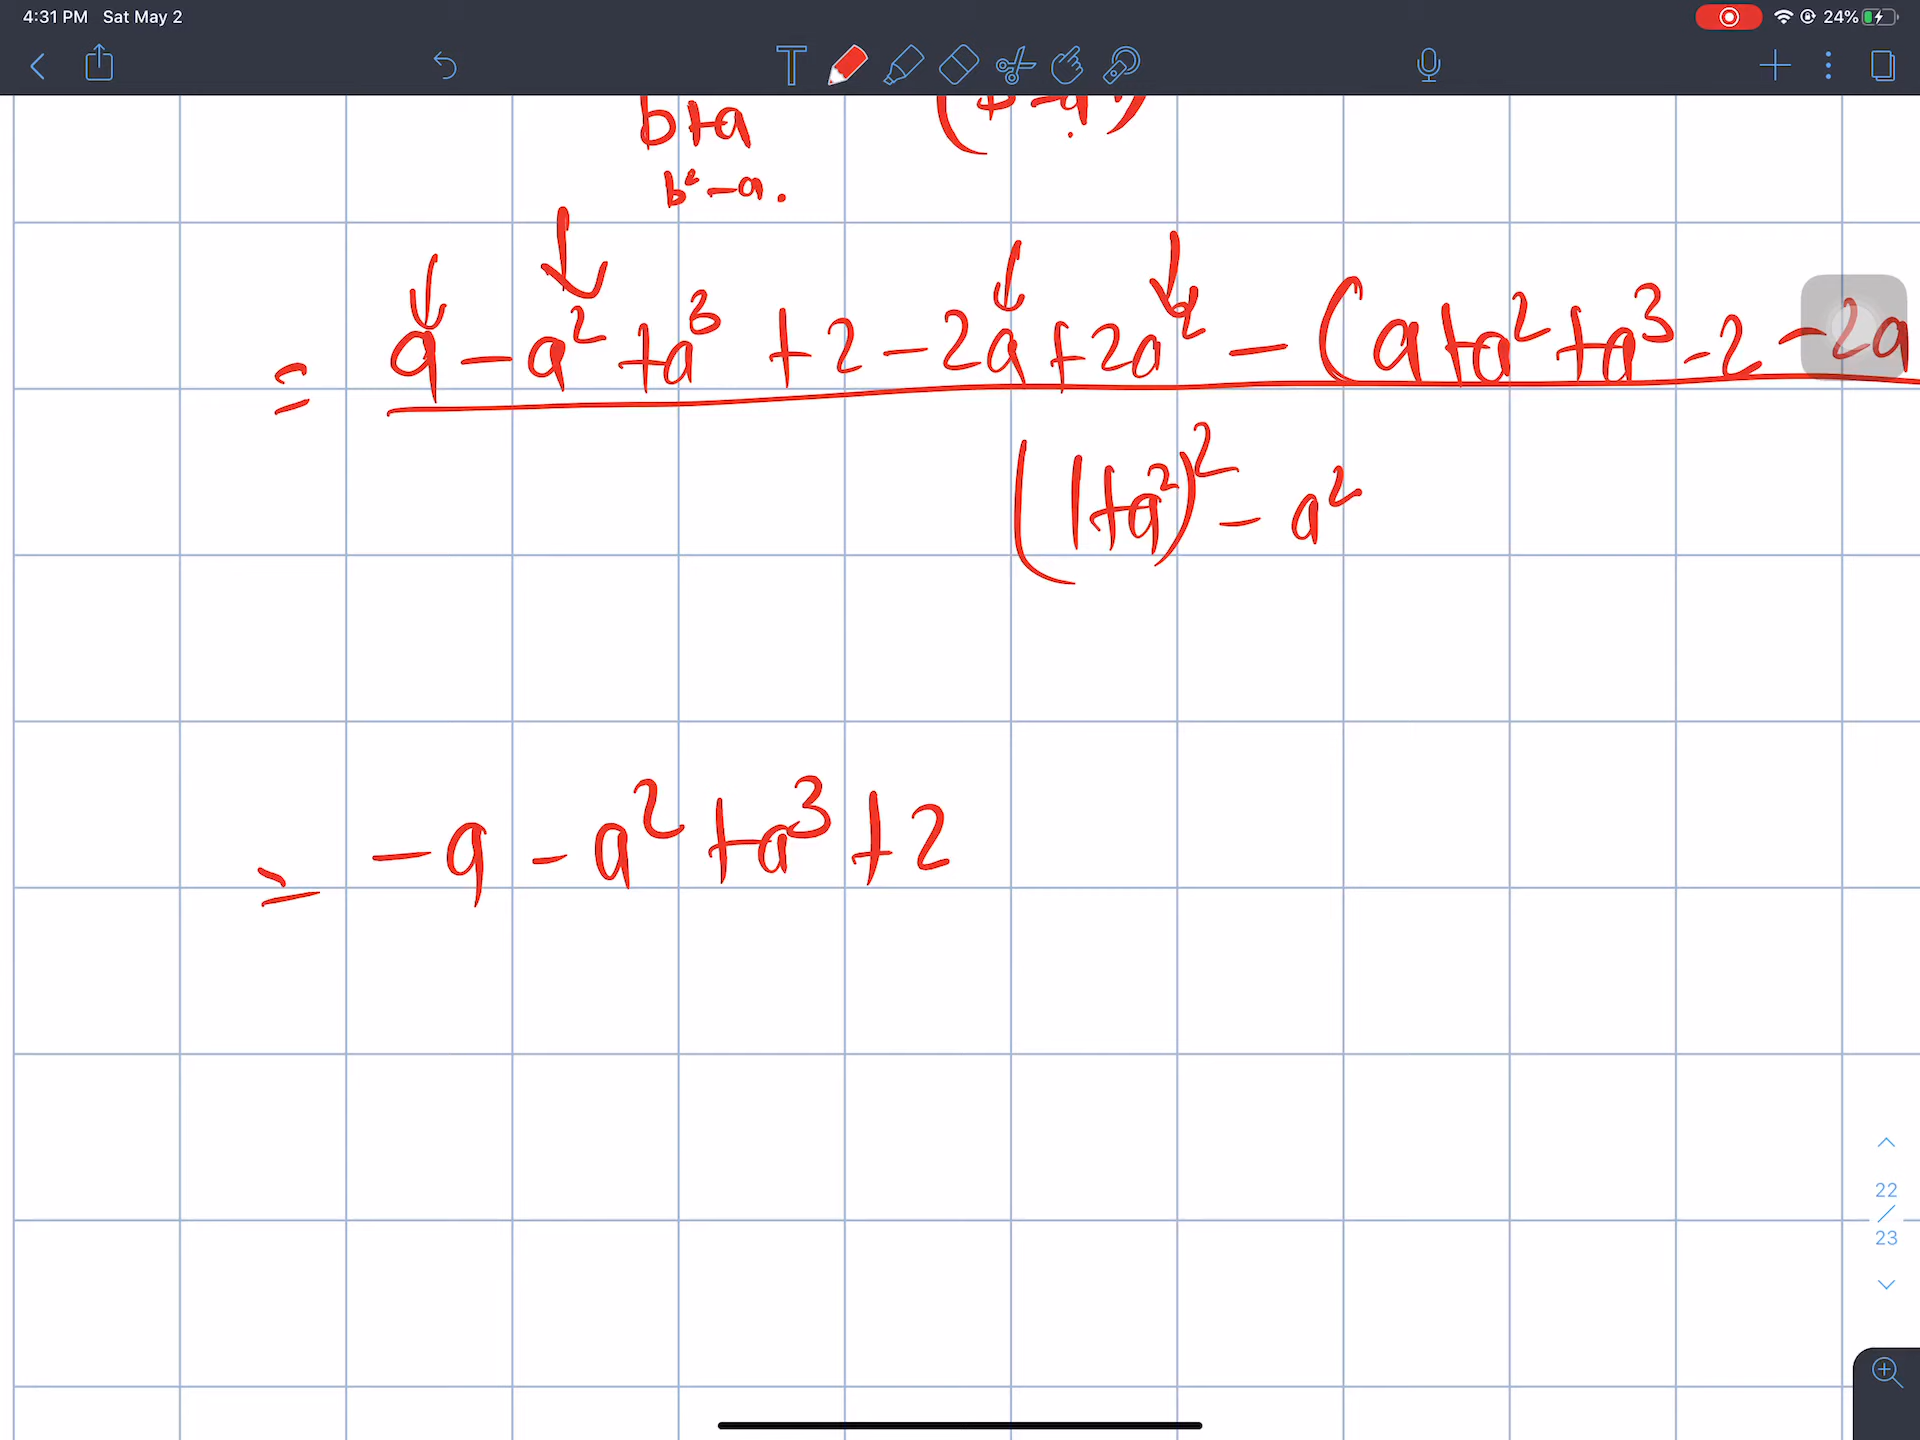 4:31 PM Sat May 2
24%
b+a
b² - a.
= a - a² + a³ + 2 - 2a + 2a² - (a + a² + a³ - 2 - 2a
(1 + a²)² - a²
= -a - a² + a³ + 2
22
/
23